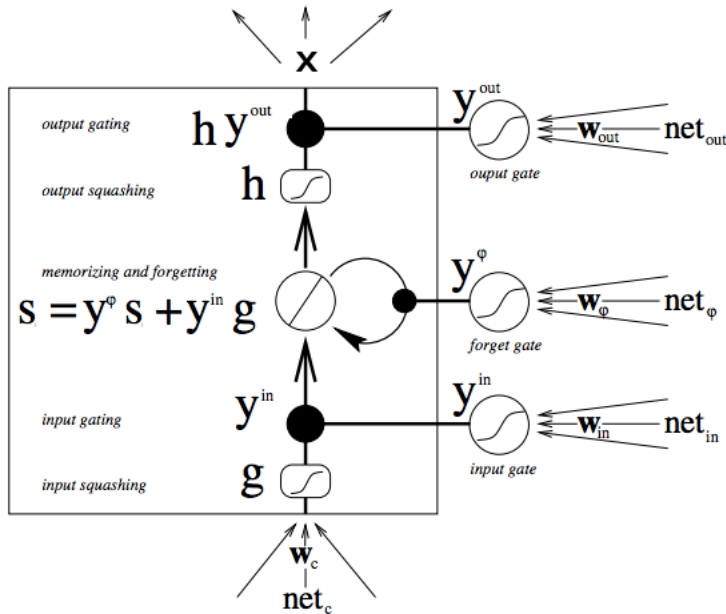 x
y^out
output gating
h y^out
w_out
net_out
ouput gate
output squashing
h
memorizing and forgetting
y^φ
s = y^φ s + y^in g
w_φ
net_φ
forget gate
y^in
y^in
input gating
w_in
net_in
input gate
input squashing
g
w_c
net_c